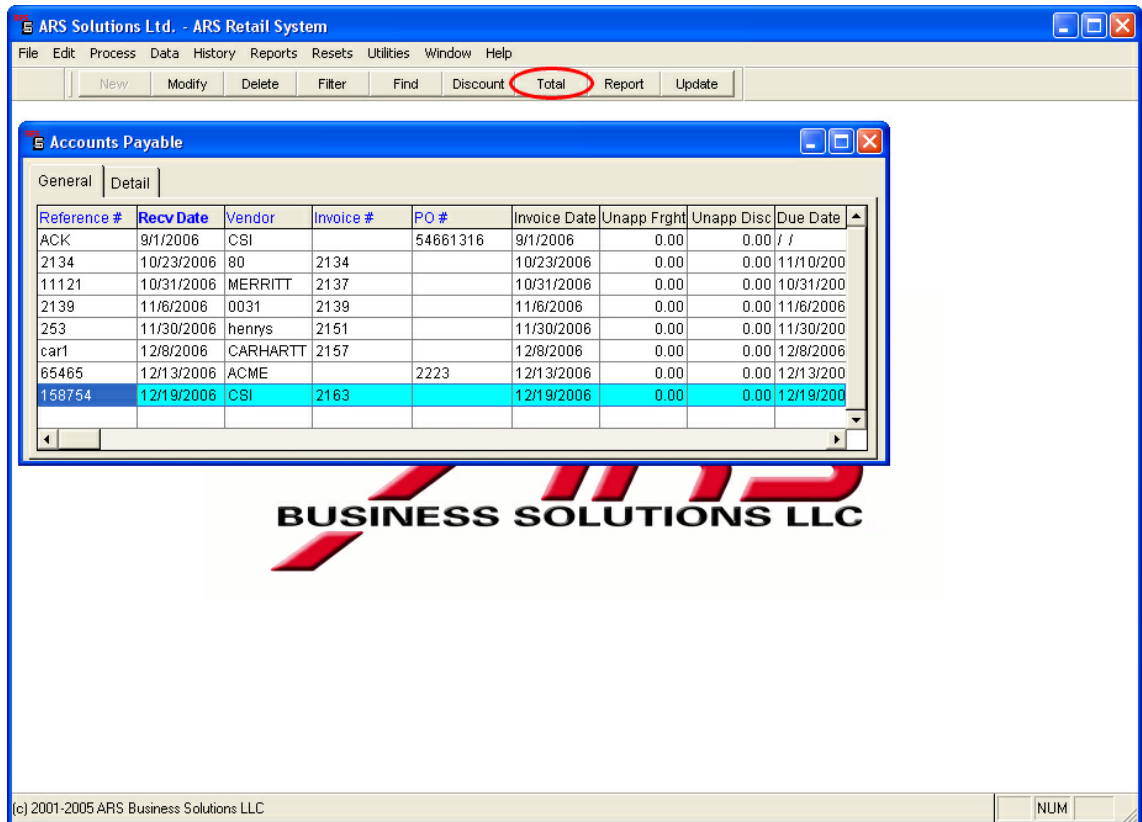 ARS Solutions Ltd. - ARS Retail System
File Edit Process Data History Reports Resets Utilities Window Help
New Modify Delete Filter Find Discount Total Report Update
Accounts Payable
General Detail
Reference # Recv Date Vendor Invoice # PO # Invoice Date Unapp Frght Unapp Disc Due Date
ACK 9/1/2006 CSI 54661316 9/1/2006 0.00 0.00 / /
2134 10/23/2006 80 2134 10/23/2006 0.00 0.00 11/10/200
11121 10/31/2006 MERRITT 2137 10/31/2006 0.00 0.00 10/31/200
2139 11/6/2006 0031 2139 11/6/2006 0.00 0.00 11/6/2006
253 11/30/2006 henrys 2151 11/30/2006 0.00 0.00 11/30/200
car1 12/8/2006 CARHARTT 2157 12/8/2006 0.00 0.00 12/8/2006
65465 12/13/2006 ACME 2223 12/13/2006 0.00 0.00 12/13/200
158754 12/19/2006 CSI 2163 12/19/2006 0.00 0.00 12/19/200
ARS
BUSINESS SOLUTIONS LLC
(c) 2001-2005 ARS Business Solutions LLC NUM